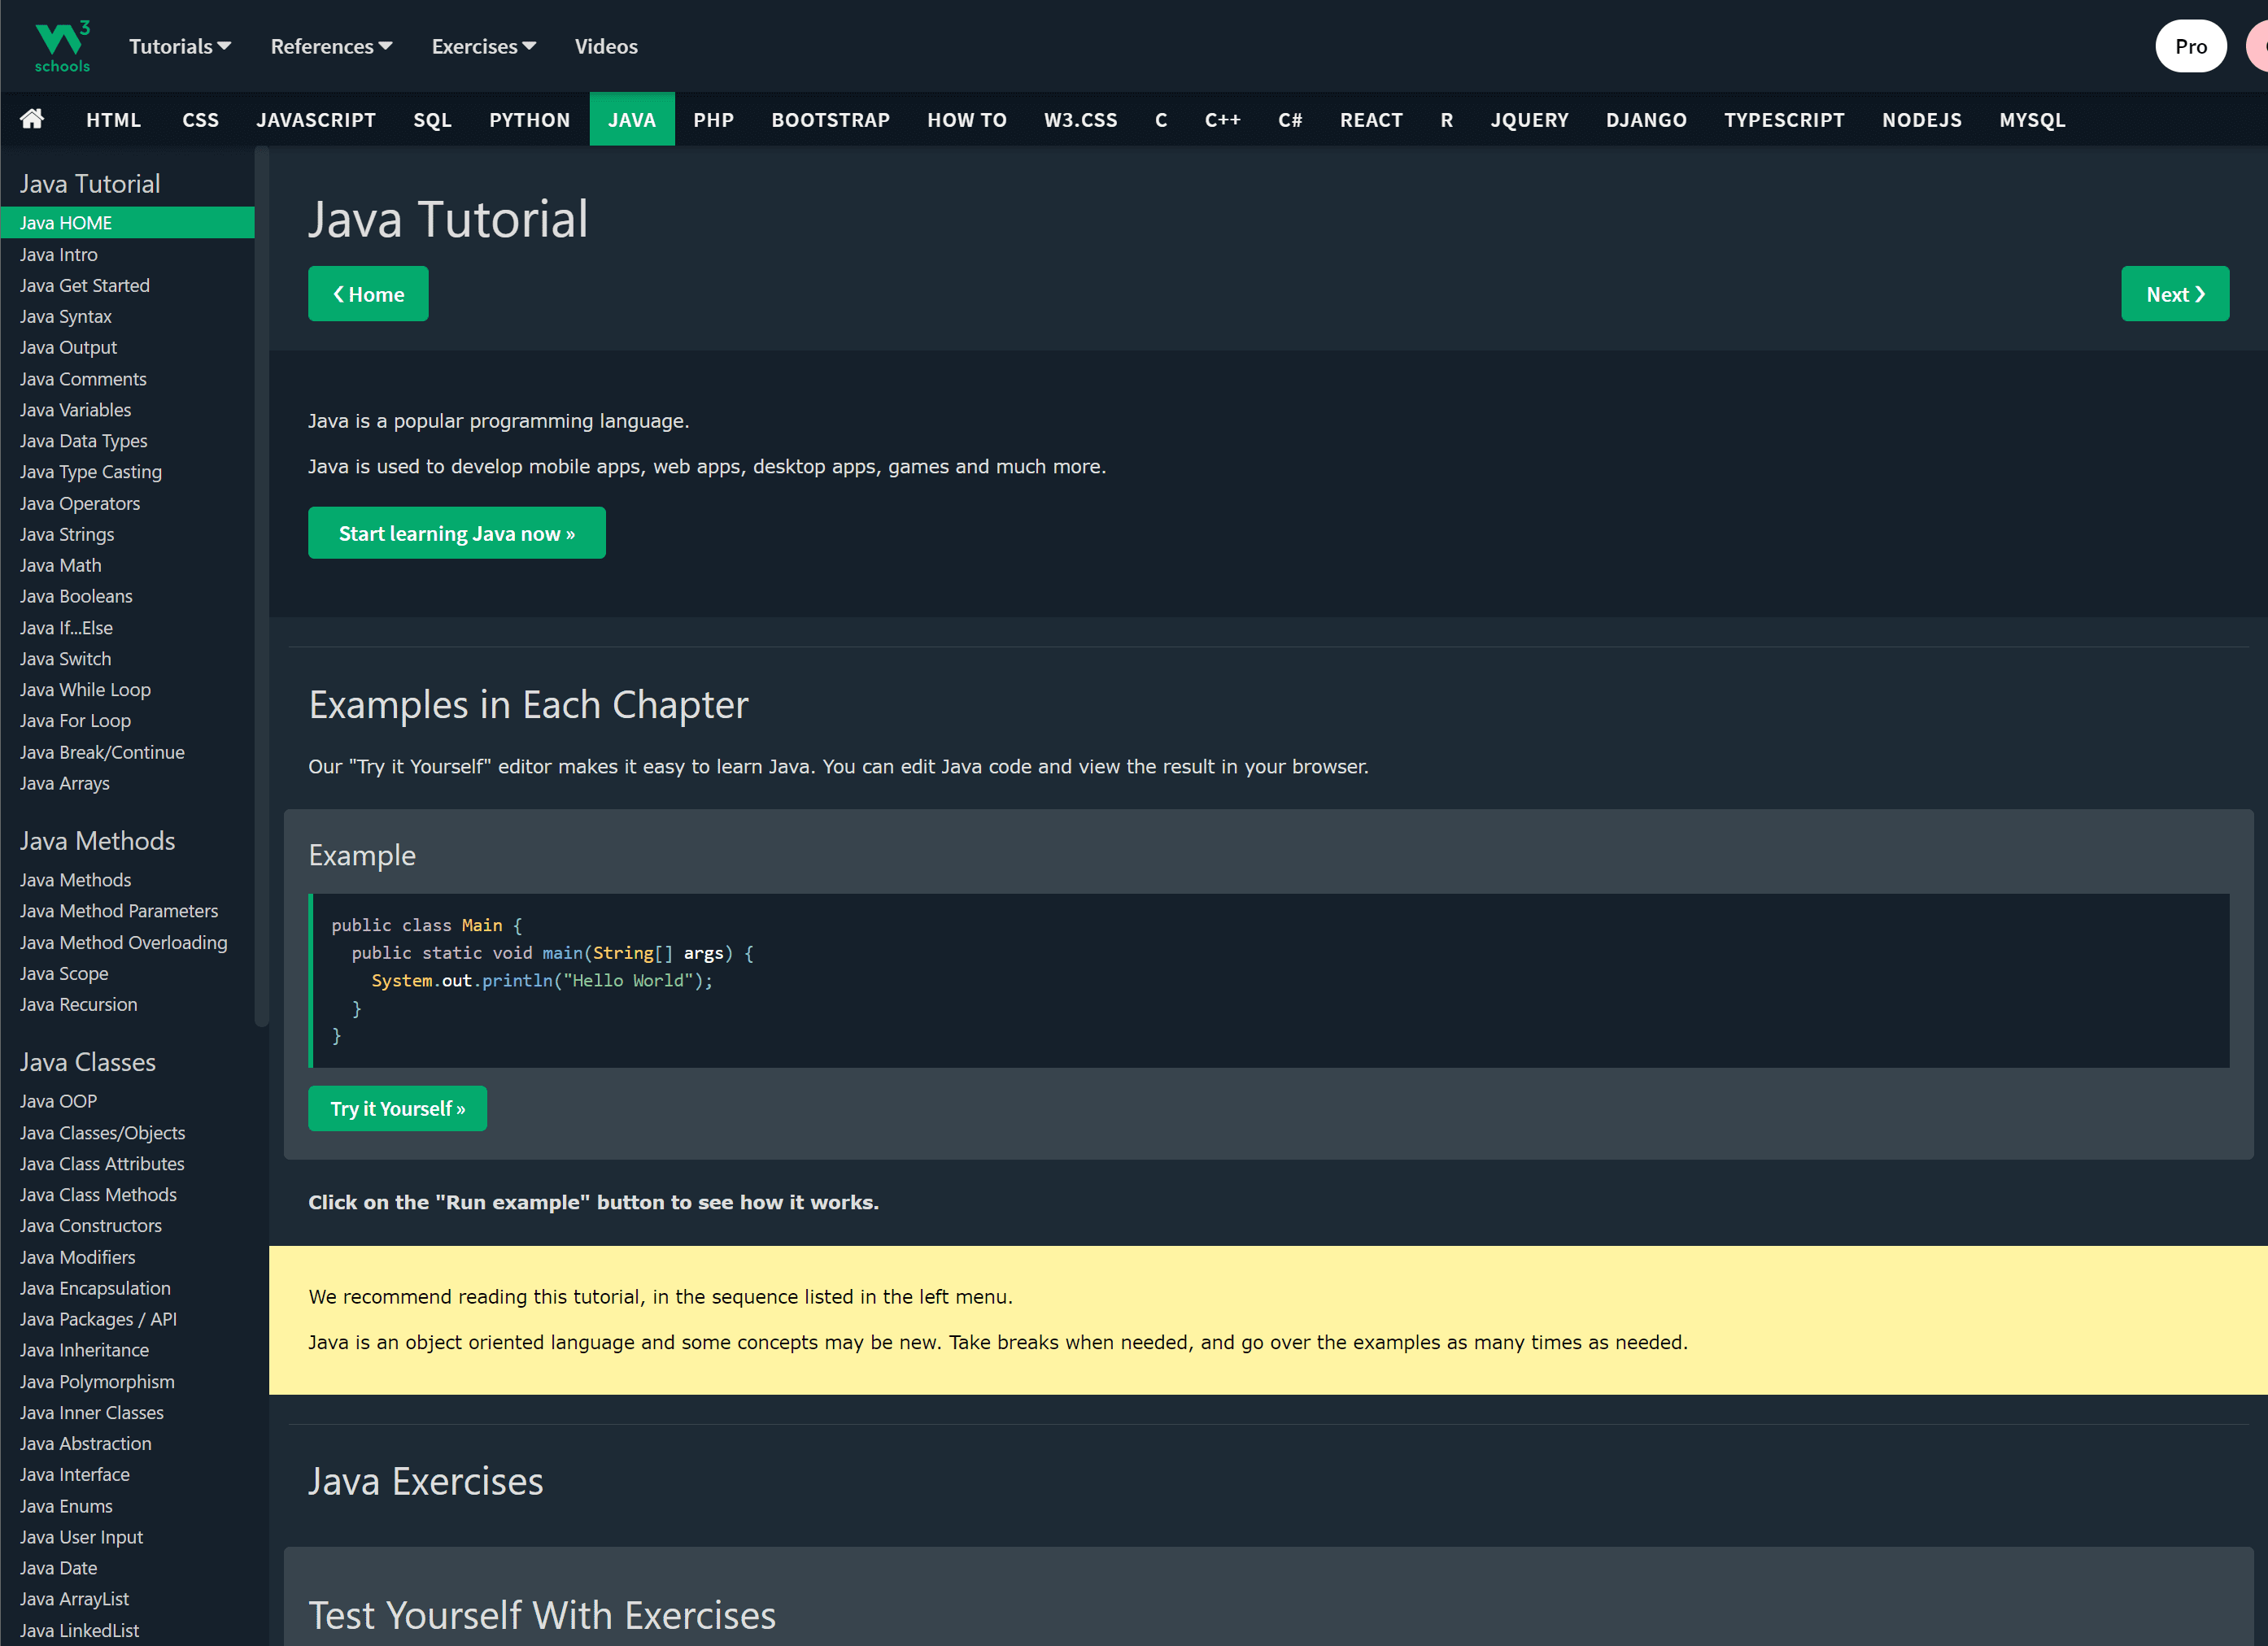 W3
schools
Tutorials
References
Exercises
Videos
Pro
HTML
CSS
JAVASCRIPT
SQL
PYTHON
JAVA
PHP
BOOTSTRAP
HOW TO
W3.CSS
C
C++
C#
REACT
R
JQUERY
DJANGO
TYPESCRIPT
NODEJS
MYSQL
Java Tutorial
Java HOME
Java Intro
Java Get Started
Java Syntax
Java Output
Java Comments
Java Variables
Java Data Types
Java Type Casting
Java Operators
Java Strings
Java Math
Java Booleans
Java If...Else
Java Switch
Java While Loop
Java For Loop
Java Break/Continue
Java Arrays
Java Methods
Java Methods
Java Method Parameters
Java Method Overloading
Java Scope
Java Recursion
Java Classes
Java OOP
Java Classes/Objects
Java Class Attributes
Java Class Methods
Java Constructors
Java Modifiers
Java Encapsulation
Java Packages / API
Java Inheritance
Java Polymorphism
Java Inner Classes
Java Abstraction
Java Interface
Java Enums
Java User Input
Java Date
Java ArrayList
Java LinkedList
Java Tutorial
❮ Home
Next ❯
Java is a popular programming language.
Java is used to develop mobile apps, web apps, desktop apps, games and much more.
Start learning Java now »
Examples in Each Chapter
Our "Try it Yourself" editor makes it easy to learn Java. You can edit Java code and view the result in your browser.
Example
public class Main {
  public static void main(String[] args) {
    System.out.println("Hello World");
  }
}
Try it Yourself »
Click on the "Run example" button to see how it works.
We recommend reading this tutorial, in the sequence listed in the left menu.
Java is an object oriented language and some concepts may be new. Take breaks when needed, and go over the examples as many times as needed.
Java Exercises
Test Yourself With Exercises